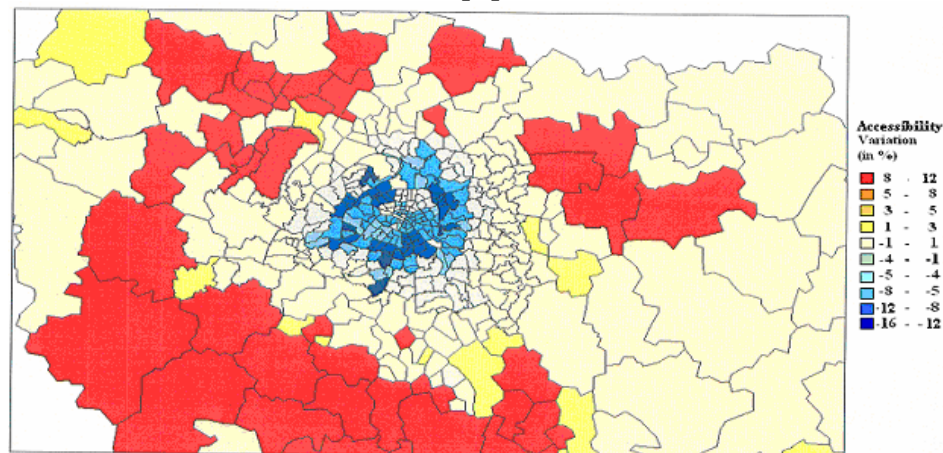 Accessibility
Variation
(in %)
8 - 12
5 - 8
3 - 5
1 - 3
-1 - 1
-4 - -1
-5 - -4
-8 - -5
-12 - -8
-16 - -12